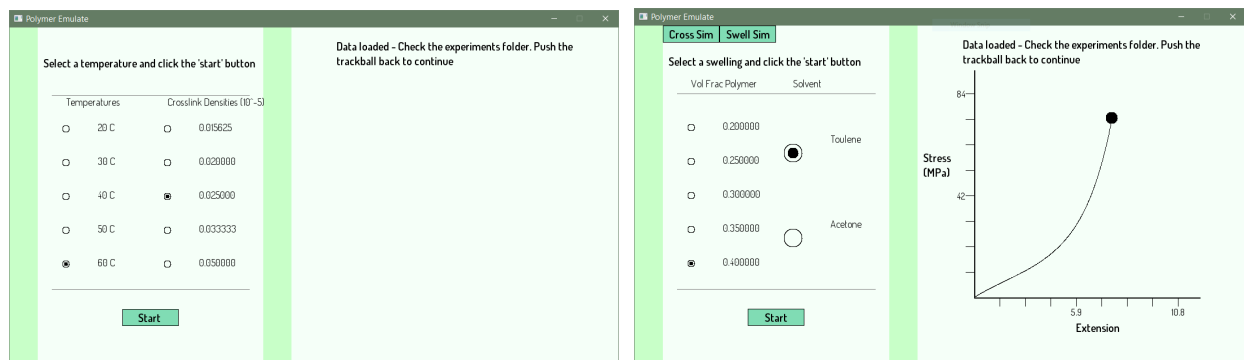 Polymer Emulate
Select a temperature and click the 'start' button
Temperatures Crosslink Densities (10^-5)
20 C 0.015625
30 C 0.020000
40 C 0.025000
50 C 0.033333
60 C 0.050000
Start
Data loaded - Check the experiments folder. Push the
trackball back to continue
Polymer Emulate
Cross Sim Swell Sim
Select a swelling and click the 'start' button
Vol Frac Polymer Solvent
0.200000
Toulene
0.250000
0.300000
0.350000
Acetone
0.400000
Start
Data loaded - Check the experiments folder. Push the
trackball back to continue
84
Stress
(MPa)
42
5.9 10.8
Extension